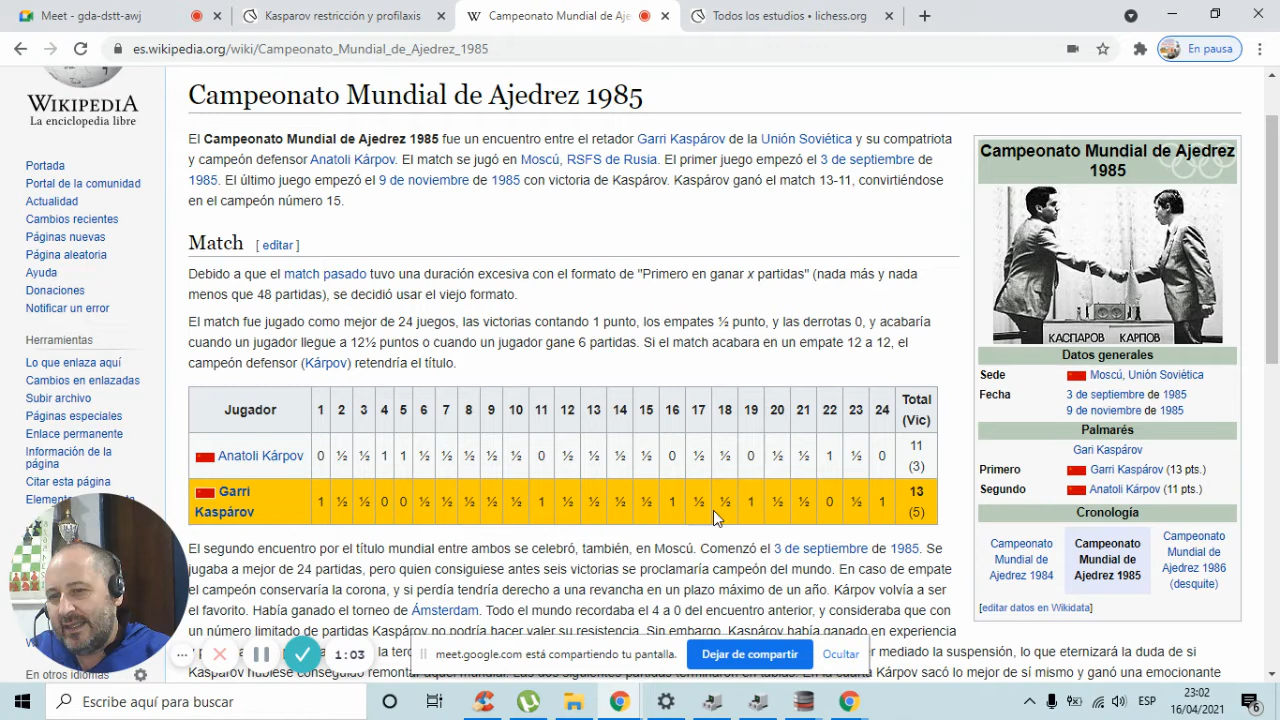 Meet - gda-dstt-awj
Kasparov restricción y profilaxis
Campeonato Mundial de Aje
Todos los estudios • lichess.org
es.wikipedia.org/wiki/Campeonato_Mundial_de_Ajedrez_1985
En pausa
WIKIPEDIA
La enciclopedia libre
Portada
Portal de la comunidad
Actualidad
Cambios recientes
Páginas nuevas
Página aleatoria
Ayuda
Donaciones
Notificar un error
Herramientas
Lo que enlaza aquí
Cambios en enlazadas
Subir archivo
Páginas especiales
Enlace permanente
Información de la
página
Citar esta página
Elemen
En otros idiomas
Campeonato Mundial de Ajedrez 1985
El Campeonato Mundial de Ajedrez 1985 fue un encuentro entre el retador Garri Kaspárov de la Unión Soviética y su compatriota
y campeón defensor Anatoli Kárpov. El match se jugó en Moscú, RSFS de Rusia. El primer juego empezó el 3 de septiembre de
1985. El último juego empezó el 9 de noviembre de 1985 con victoria de Kaspárov. Kaspárov ganó el match 13-11, convirtiéndose
en el campeón número 15.
Match [ editar ]
Debido a que el match pasado tuvo una duración excesiva con el formato de "Primero en ganar x partidas" (nada más y nada
menos que 48 partidas), se decidió usar el viejo formato.
El match fue jugado como mejor de 24 juegos, las victorias contando 1 punto, los empates ½ punto, y las derrotas 0, y acabaría
cuando un jugador llegue a 12½ puntos o cuando un jugador gane 6 partidas. Si el match acabara en un empate 12 a 12, el
campeón defensor (Kárpov) retendría el título.
Jugador 1 2 3 4 5 6 7 8 9 10 11 12 13 14 15 16 17 18 19 20 21 22 23 24 Total
(Vic)
Anatoli Kárpov 0 ½ ½ 1 1 ½ ½ ½ ½ ½ 0 ½ ½ ½ ½ 0 ½ ½ 0 ½ ½ 1 ½ 0 11
(3)
Garri
Kaspárov 1 ½ ½ 0 0 ½ ½ ½ ½ ½ 1 ½ ½ ½ ½ 1 ½ ½ 1 ½ ½ 0 ½ 1 13
(5)
El segundo encuentro por el título mundial entre ambos se celebró, también, en Moscú. Comenzó el 3 de septiembre de 1985. Se
jugaba a mejor de 24 partidas, pero quien consiguiese antes seis victorias se proclamaría campeón del mundo. En caso de empate
el campeón conservaría la corona, y si perdía tendría derecho a una revancha en un plazo máximo de un año. Kárpov volvía a ser
el favorito. Había ganado el torneo de Ámsterdam. Todo el mundo recordaba el 4 a 0 del encuentro anterior, y consideraba que con
un número limitado de partidas Kaspárov no podría hacer valer su resistencia. Sin embargo, Kaspárov había ganado en experiencia
mediado la suspensión, lo que eternizará la duda de si
Kaspárov hubiese conseguido remontar
Kárpov sacó lo mejor de sí mismo y ganó una emocionante
Campeonato Mundial de Ajedrez
1985
КАСПАРОВ КАРПОВ
Datos generales
Sede Moscú, Unión Soviética
Fecha 3 de septiembre de 1985
9 de noviembre de 1985
Palmarés
Gari Kaspárov
Primero Garri Kaspárov (13 pts.)
Segundo Anatoli Kárpov (11 pts.)
Cronología
Campeonato
Mundial de
Ajedrez 1984
Campeonato
Mundial de
Ajedrez 1985
Campeonato
Mundial de
Ajedrez 1986
(desquite)
[editar datos en Wikidata]
1:03
meet.google.com está compartiendo tu pantalla.
Dejar de compartir
Ocultar
Escribe aquí para buscar
ESP
23:02
16/04/2021
6